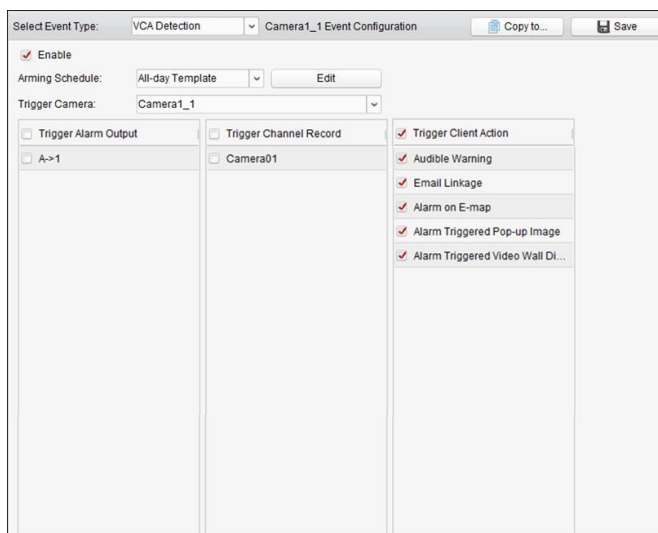 Select Event Type: VCA Detection Camera1_1 Event Configuration Copy to... Save
Enable
Arming Schedule: All-day Template Edit
Trigger Camera: Camera1_1
Trigger Alarm Output Trigger Channel Record Trigger Client Action
A->1 Camera01 Audible Warning
Email Linkage
Alarm on E-map
Alarm Triggered Pop-up Image
Alarm Triggered Video Wall Di...